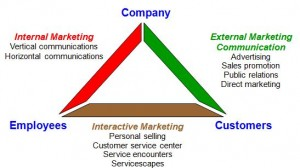 Company
Internal Marketing
Vertical communications
Horizontal communications
External Marketing
Communication
Advertising
Sales promotion
Public relations
Direct marketing
Employees
Interactive Marketing
Customers
Personal selling
Customer service center
Service encounters
Servicescapes